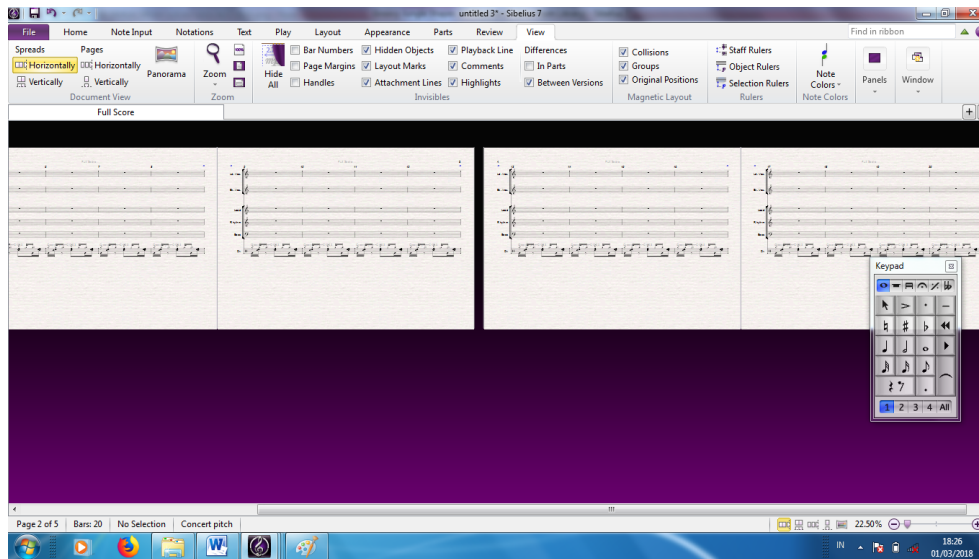 untitled 3* - Sibelius 7
File Home Note Input Notations Text Play Layout Appearance Parts Review View Find in ribbon
Spreads Pages Bar Numbers Hidden Objects Playback Line Differences Collisions Staff Rulers
Horizontally Horizontally Panorama Zoom Hide All Page Margins Layout Marks Comments In Parts Groups Object Rulers Note Colors Panels Window
Vertically Vertically Handles Attachment Lines Highlights Between Versions Original Positions Selection Rulers
Document View Zoom Invisibles Magnetic Layout Rulers Note Colors
Full Score
Keypad
1 2 3 4 All
Page 2 of 5 Bars: 20 No Selection Concert pitch 22.50%
IN 18:26
01/03/2018